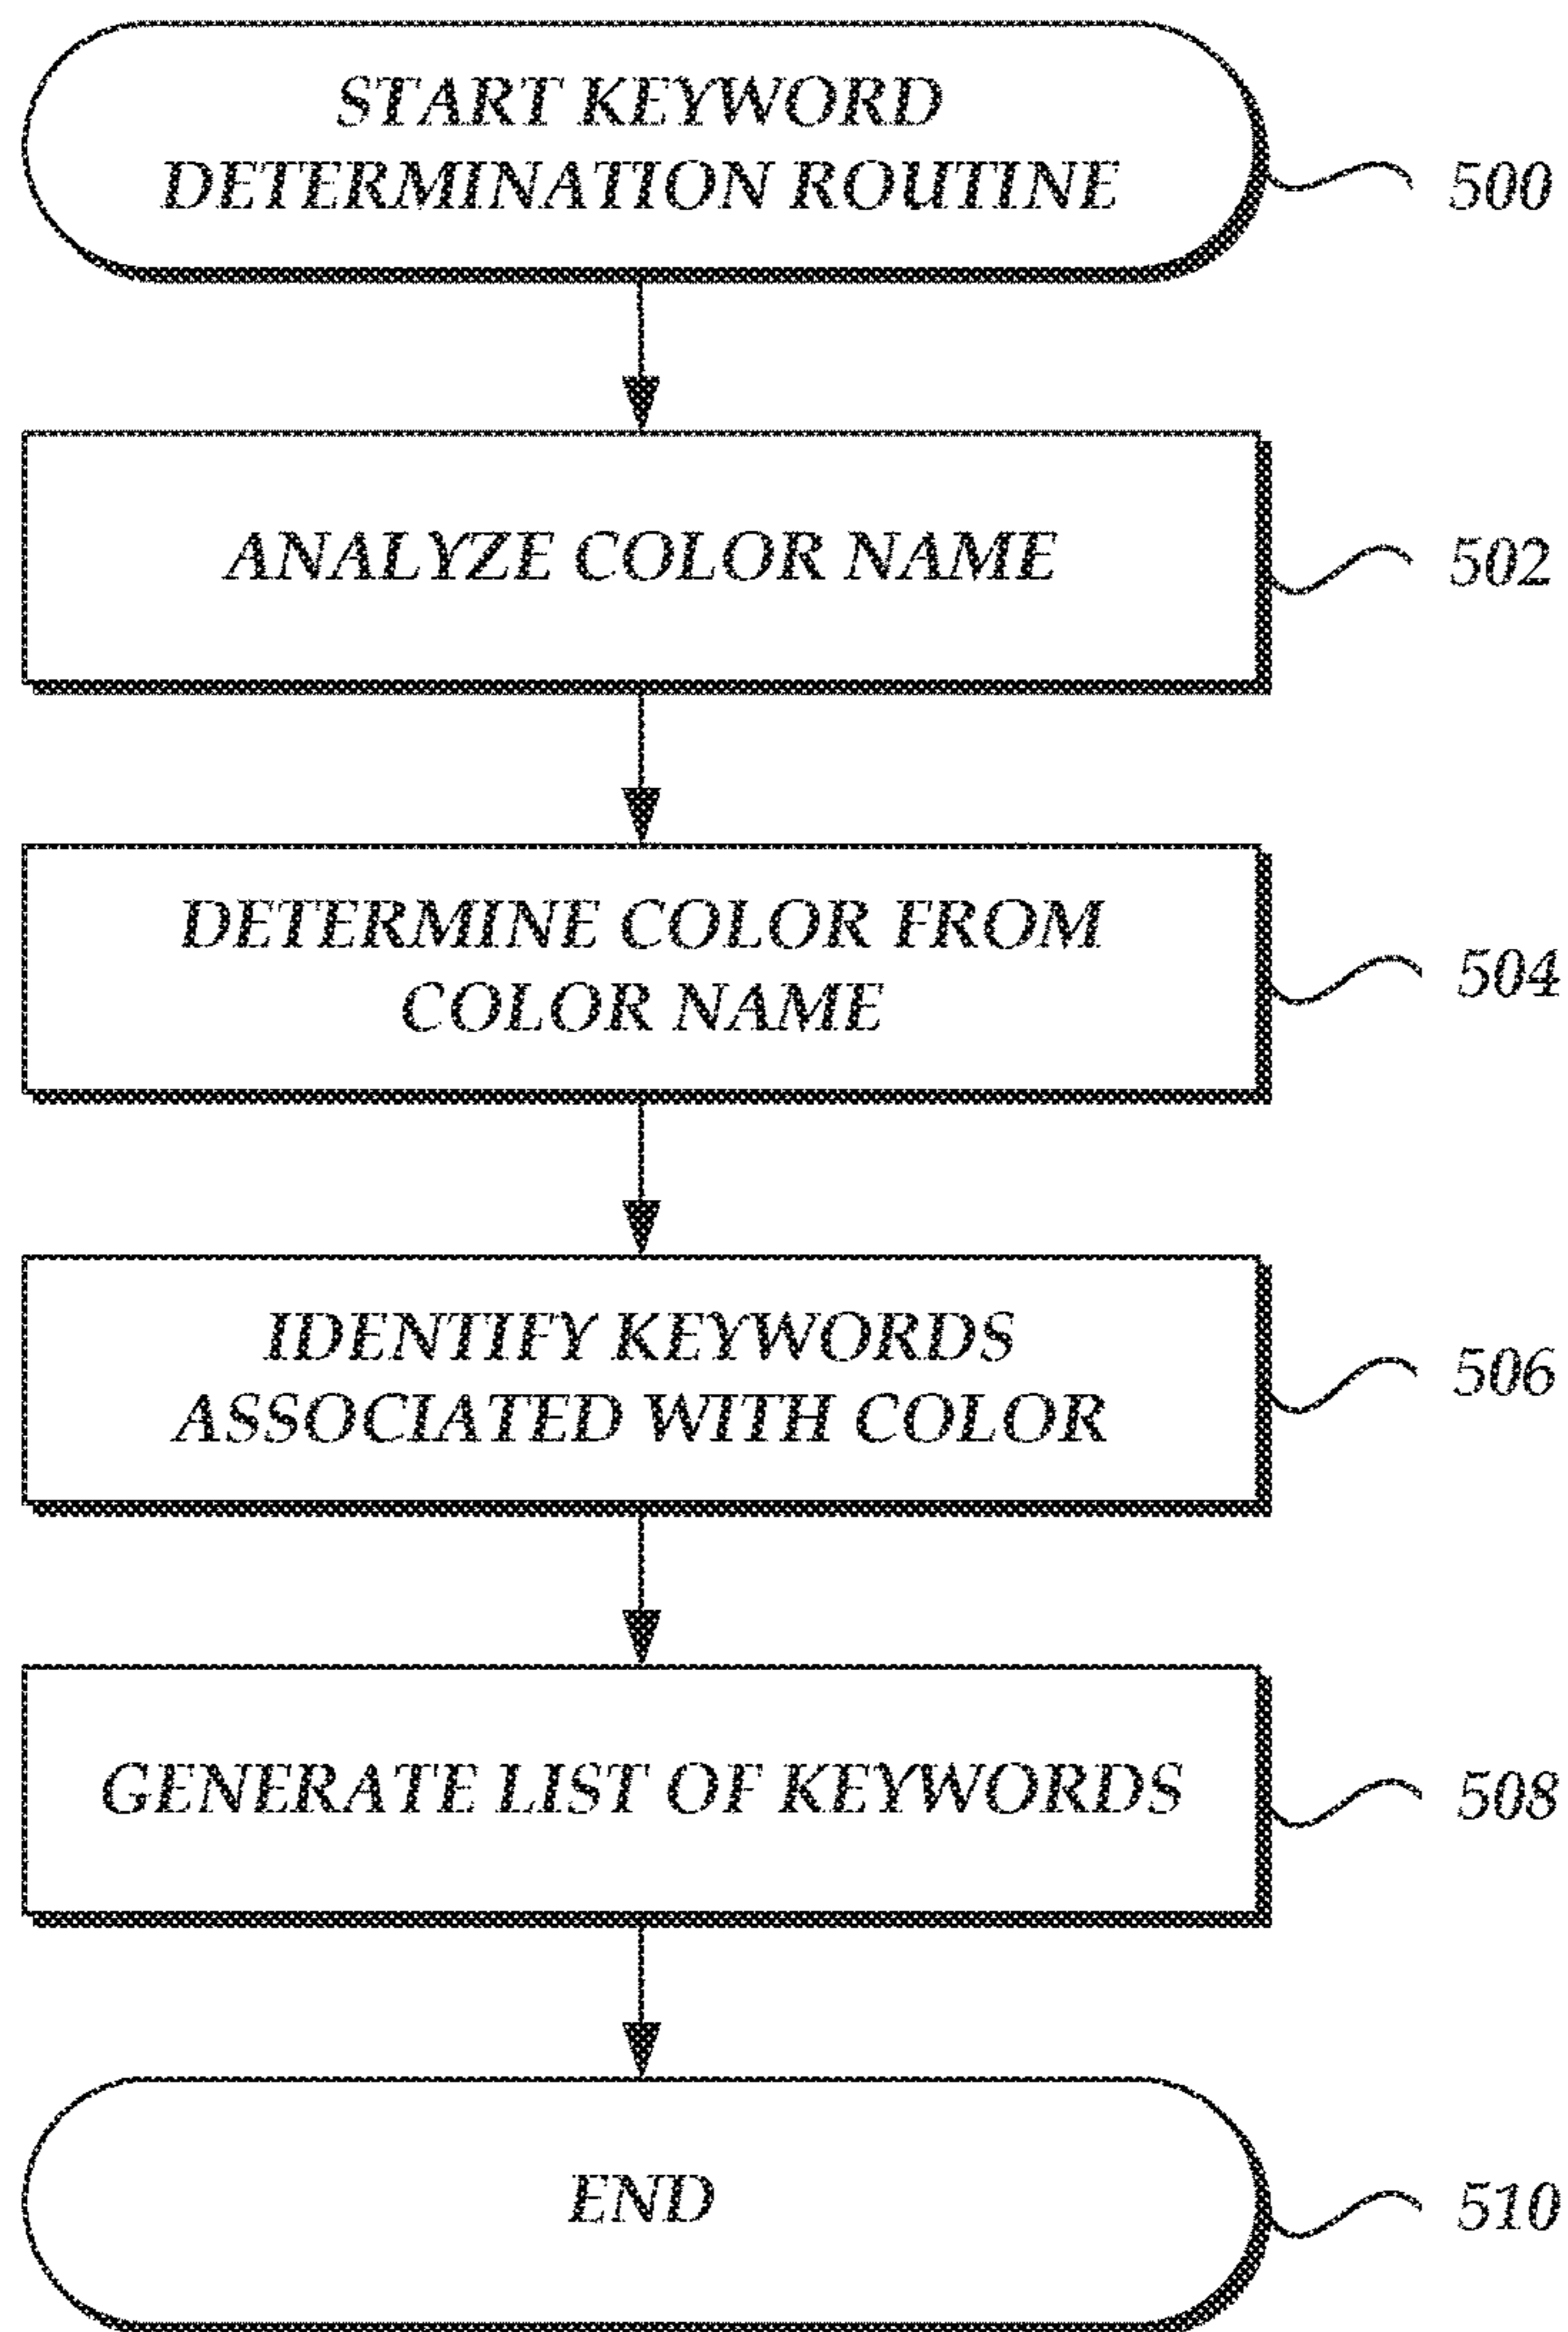 START KEYWORD
DETERMINATION ROUTINE
500
ANALYZE COLOR NAME
502
DETERMINE COLOR FROM
COLOR NAME
504
IDENTIFY KEYWORDS
ASSOCIATED WITH COLOR
506
GENERATE LIST OF KEYWORDS
508
END
510